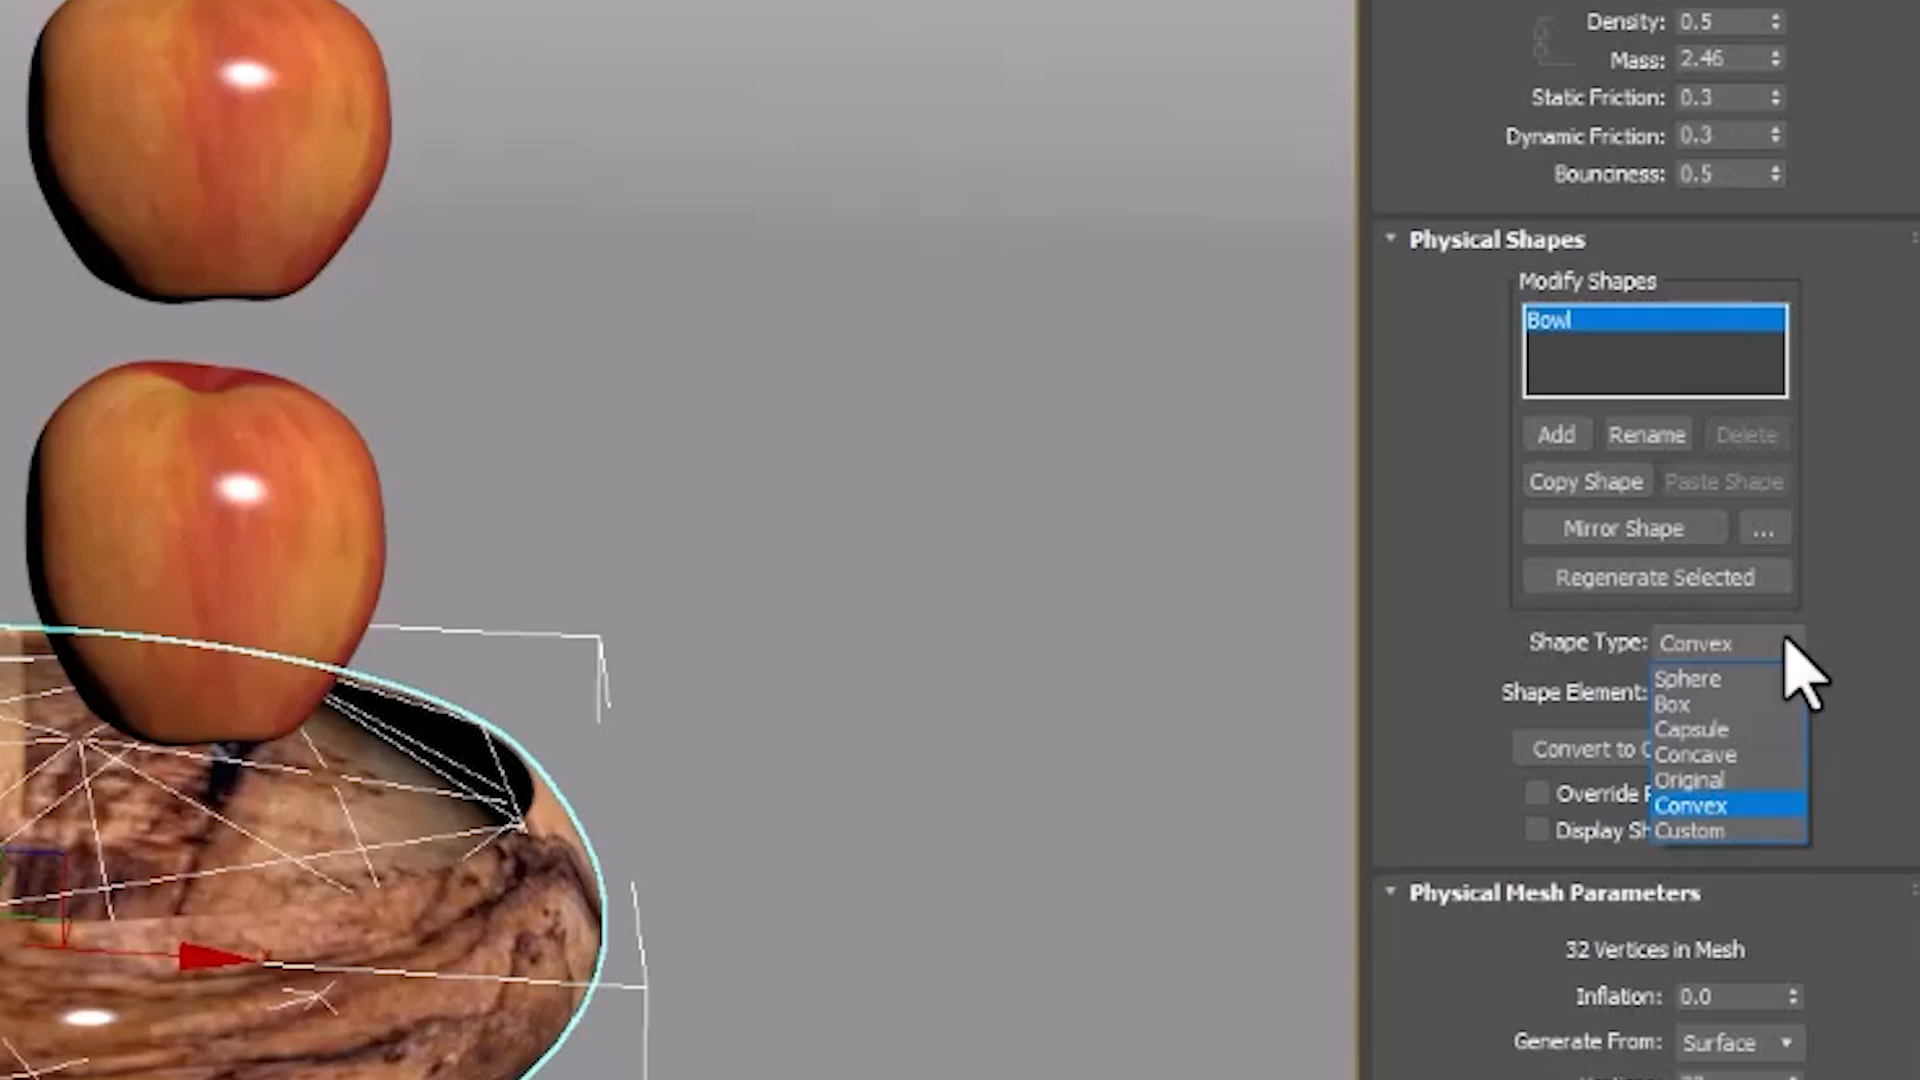 Density: 0.5
Mass: 2.46
Static Friction: 0.3
Dynamic Friction: 0.3
Bounciness: 0.5
Physical Shapes
Modify Shapes
Bowl
Add Rename Delete
Copy Shape Paste Shape
Mirror Shape ...
Regenerate Selected
Shape Type: Convex
Sphere
Shape Element:
Box
Capsule
Convert to
Concave
Original
Override
Convex
Display
Custom
Physical Mesh Parameters
32 Vertices in Mesh
Inflation: 0.0
Generate From: Surface